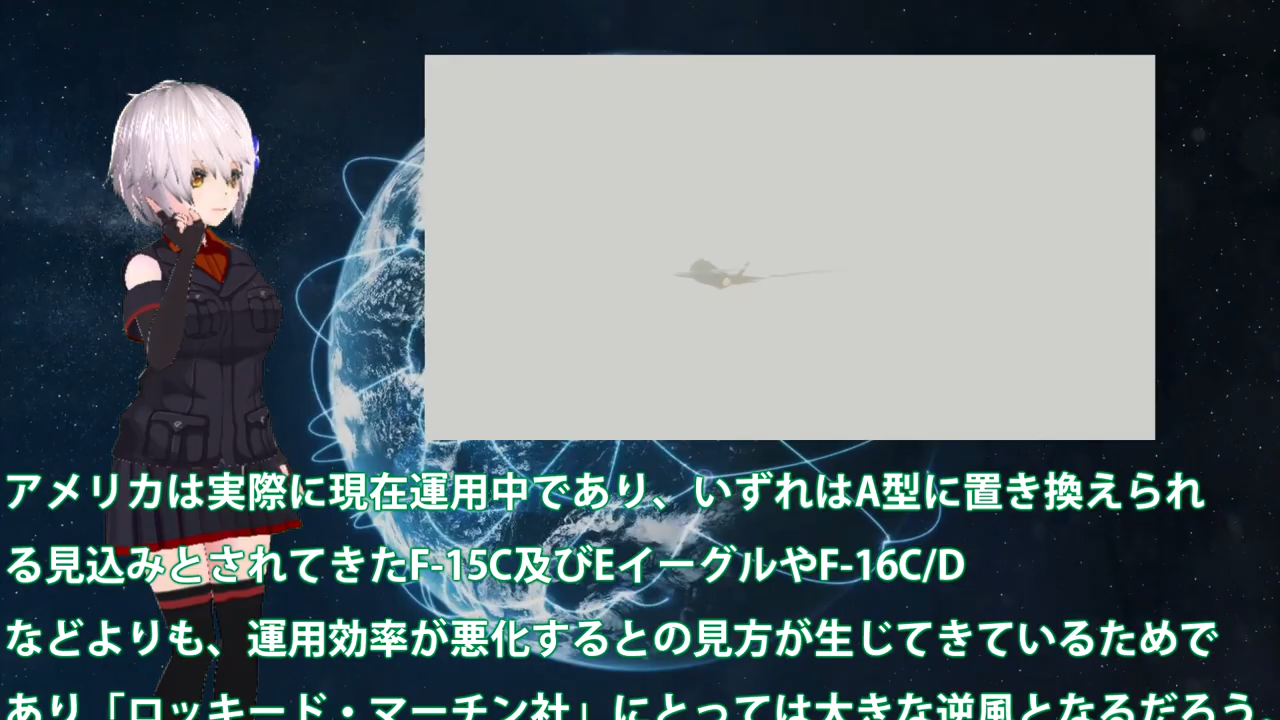 アメリカは実際に現在運用中であり、いずれはA型に置き換えられ
る見込みとされてきたF-15C及びEイーグルやF-16C/D
などよりも、運用効率が悪化するとの見方が生じてきているためで
あり「ロッキード・マーチン社」にとっては大きな逆風となるだろう